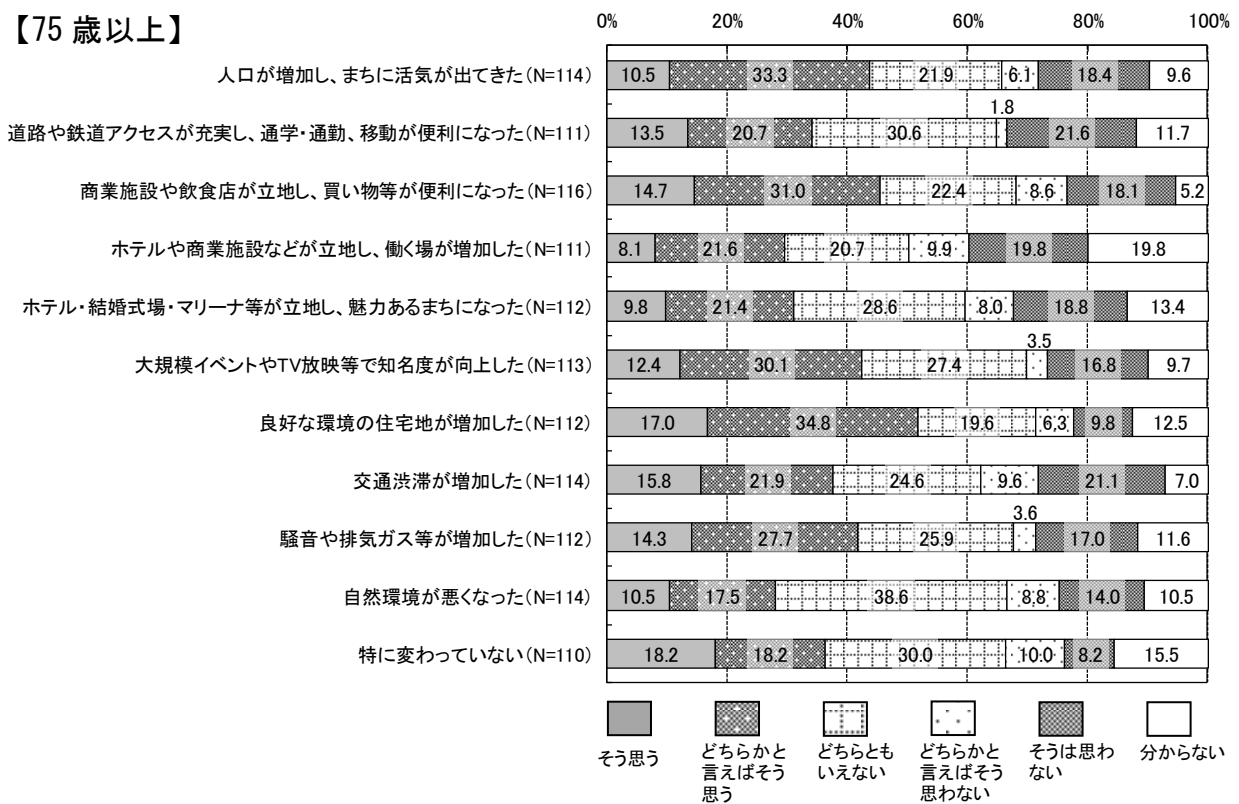 【75 歳以上】
0% 20% 40% 60% 80% 100%
人口が増加し、まちに活気が出てきた(N=114) 10.5 33.3 21.9 6.1 18.4 9.6
道路や鉄道アクセスが充実し、通学・通勤、移動が便利になった(N=111) 13.5 20.7 30.6 1.8 21.6 11.7
商業施設や飲食店が立地し、買い物等が便利になった(N=116) 14.7 31.0 22.4 8.6 18.1 5.2
ホテルや商業施設などが立地し、働く場が増加した(N=111) 8.1 21.6 20.7 9.9 19.8 19.8
ホテル・結婚式場・マリーナ等が立地し、魅力あるまちになった(N=112) 9.8 21.4 28.6 8.0 18.8 13.4
大規模イベントやTV放映等で知名度が向上した(N=113) 12.4 30.1 27.4 3.5 16.8 9.7
良好な環境の住宅地が増加した(N=112) 17.0 34.8 19.6 6.3 9.8 12.5
交通渋滞が増加した(N=114) 15.8 21.9 24.6 9.6 21.1 7.0
騒音や排気ガス等が増加した(N=112) 14.3 27.7 25.9 3.6 17.0 11.6
自然環境が悪くなった(N=114) 10.5 17.5 38.6 8.8 14.0 10.5
特に変わっていない(N=110) 18.2 18.2 30.0 10.0 8.2 15.5
そう思う
どちらかと
言えばそう
思う
どちらとも
いえない
どちらかと
言えばそう
思わない
そうは思わ
ない
分からない